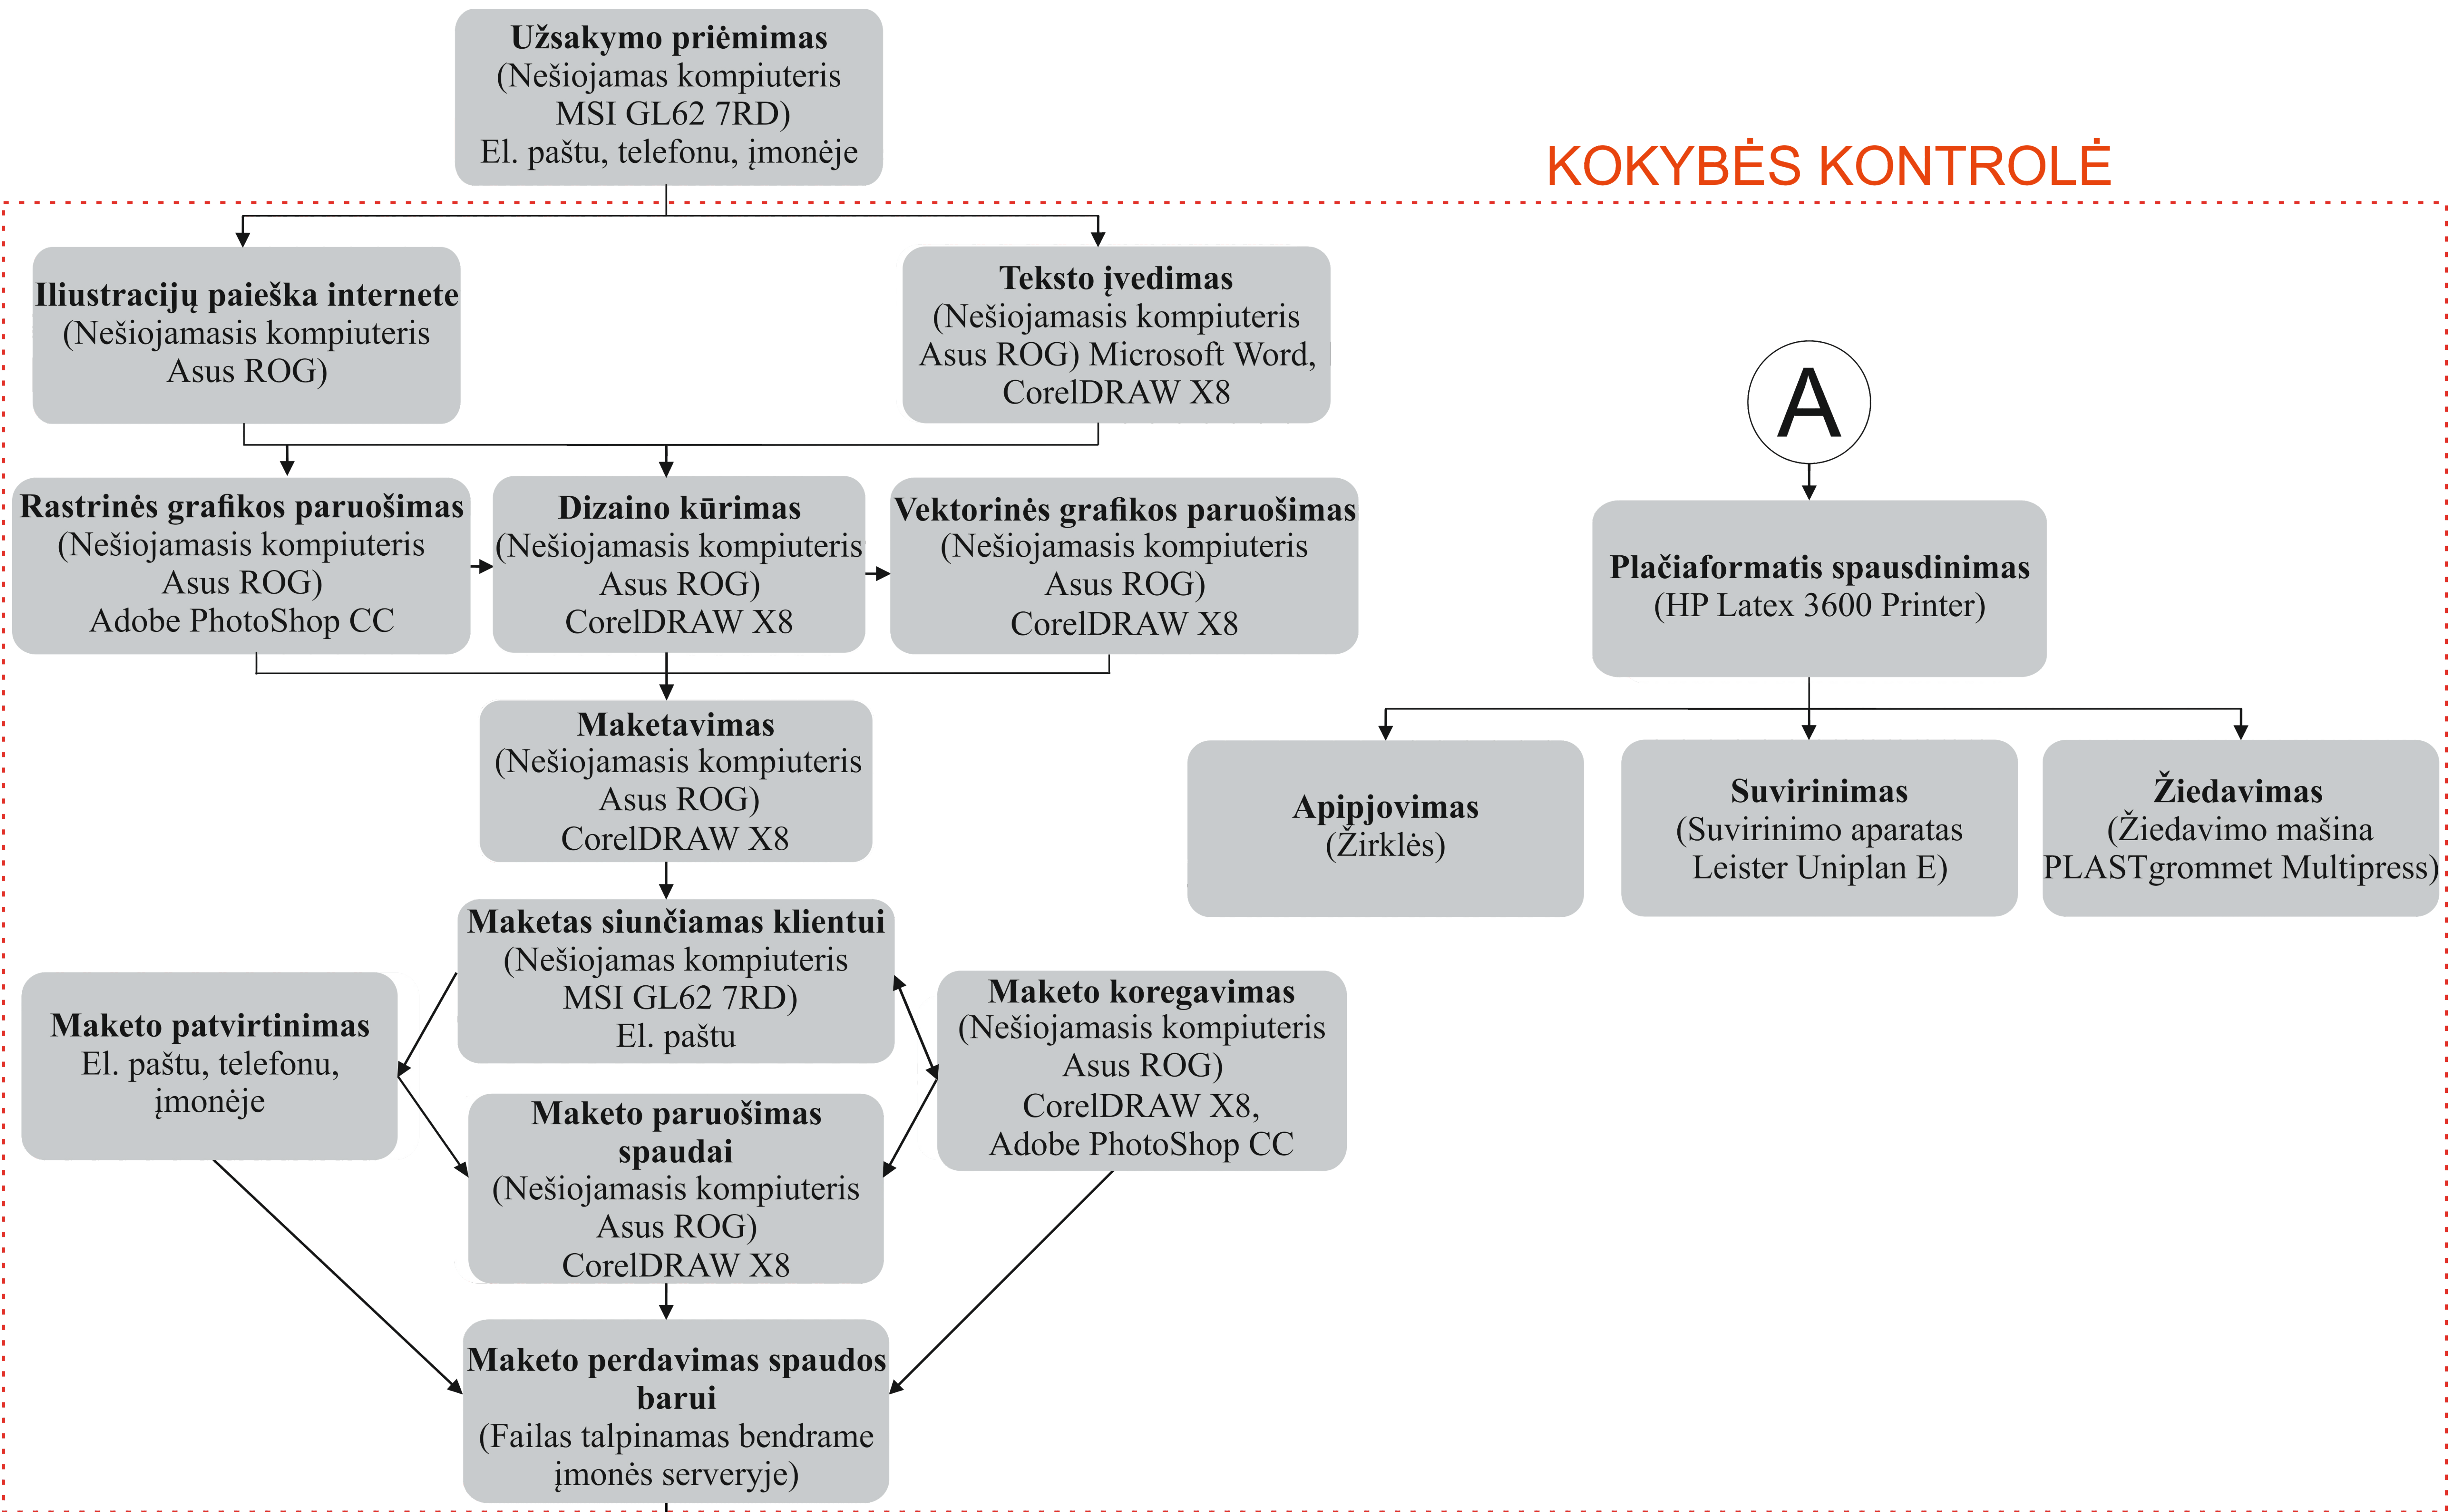 Užsakymo priėmimas
(Nešiojamas kompiuteris
MSI GL62 7RD)
El. paštu, telefonu, įmonėje
KOKYBĖS KONTROLĖ
Iliustracijų paieška internete
(Nešiojamasis kompiuteris
Asus ROG)
Teksto įvedimas
(Nešiojamasis kompiuteris
Asus ROG) Microsoft Word,
CorelDRAW X8
Rastrinės grafikos paruošimas
(Nešiojamasis kompiuteris
Asus ROG)
Adobe PhotoShop CC
Dizaino kūrimas
(Nešiojamasis kompiuteris
Asus ROG)
CorelDRAW X8
Vektorinės grafikos paruošimas
(Nešiojamasis kompiuteris
Asus ROG)
CorelDRAW X8
Maketavimas
(Nešiojamasis kompiuteris
Asus ROG)
CorelDRAW X8
Maketas siunčiamas klientui
(Nešiojamas kompiuteris
MSI GL62 7RD)
El. paštu
Maketo patvirtinimas
El. paštu, telefonu,
įmonėje
Maketo koregavimas
(Nešiojamasis kompiuteris
Asus ROG)
CorelDRAW X8,
Adobe PhotoShop CC
Maketo paruošimas
spaudai
(Nešiojamasis kompiuteris
Asus ROG)
CorelDRAW X8
Maketo perdavimas spaudos
barui
(Failas talpinamas bendrame
įmonės serveryje)
A
Plačiaformatis spausdinimas
(HP Latex 3600 Printer)
Apipjovimas
(Žirklės)
Suvirinimas
(Suvirinimo aparatas
Leister Uniplan E)
Žiedavimas
(Žiedavimo mašina
PLASTgrommet Multipress)